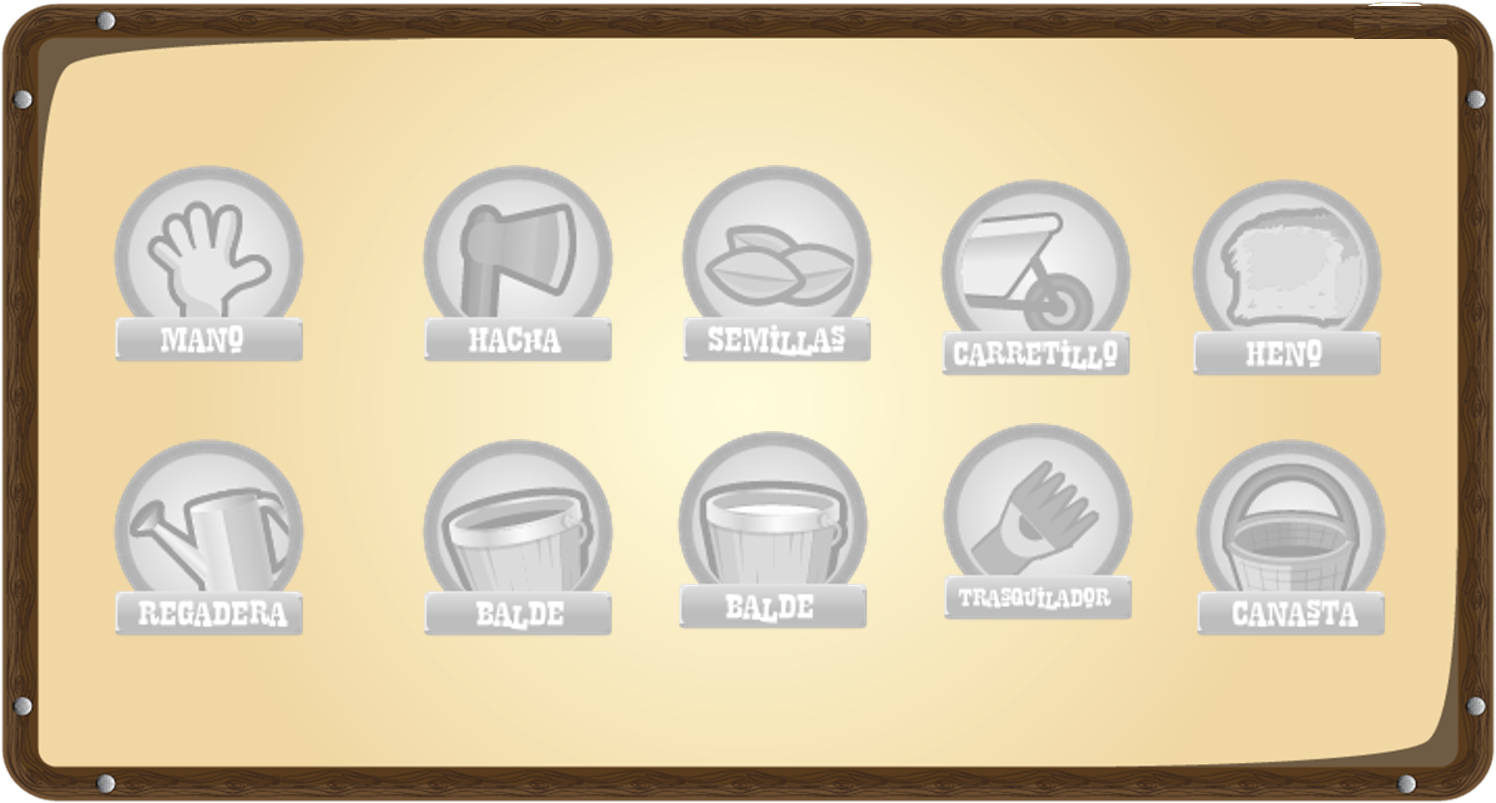 MANO
HACHA
SEMILLAS
CARRETILLO
HENO
REGADERA
BALDE
BALDE
TRASQUILADOR
CANASTA